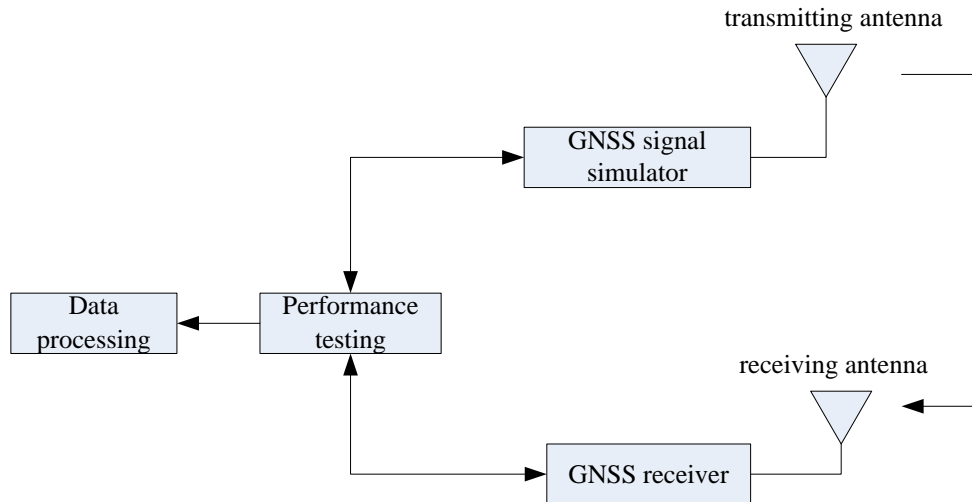 transmitting antenna
GNSS signal
simulator
Data
processing
Performance
testing
receiving antenna
GNSS receiver